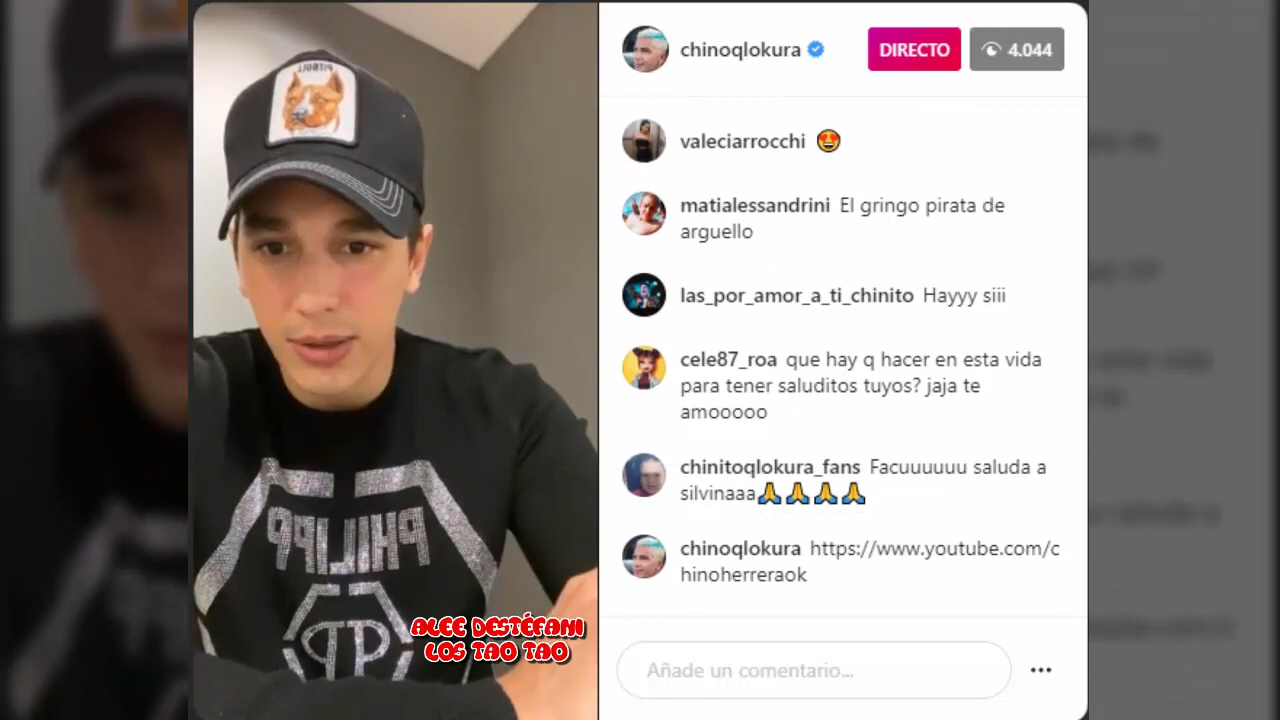 PITBULL
PHILIPP
PP
ALEE DESTÉFANI
LOS TAO TAO
chinoqlokura
DIRECTO
4.044
valeciarrocchi 😍
matialessandrini El gringo pirata de
arguello
las_por_amor_a_ti_chinito Hayyy siii
cele87_roa que hay q hacer en esta vida
para tener saluditos tuyos? jaja te
amooooo
chinitoqlokura_fans Facuuuuuu saluda a
silvinaaa🙏🙏🙏🙏
chinoqlokura https://www.youtube.com/c
hinoherreraok
Añade un comentario...